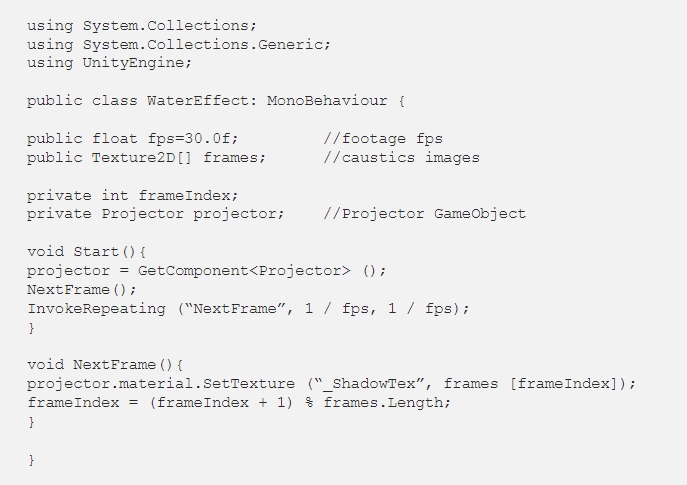 using System.Collections;
using System.Collections.Generic;
using UnityEngine;
public class WaterEffect: MonoBehaviour {
public float fps=30.0f; //footage fps
public Texture2D[] frames; //caustics images
private int frameIndex;
private Projector projector; //Projector GameObject
void Start(){
projector = GetComponent<Projector> ();
NextFrame();
InvokeRepeating (“NextFrame”, 1 / fps, 1 / fps);
}
void NextFrame(){
projector.material.SetTexture (“_ShadowTex”, frames [frameIndex]);
frameIndex = (frameIndex + 1) % frames.Length;
}
}